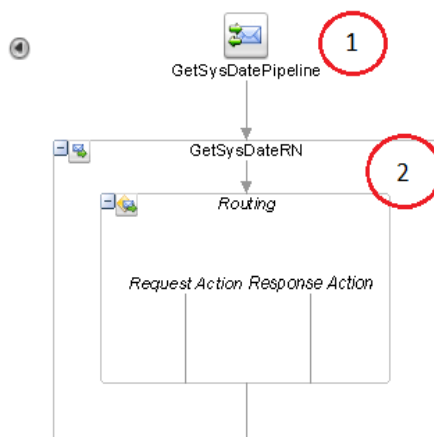 1
GetSysDatePipeline
GetSysDateRN
2
Routing
Request Action Response Action